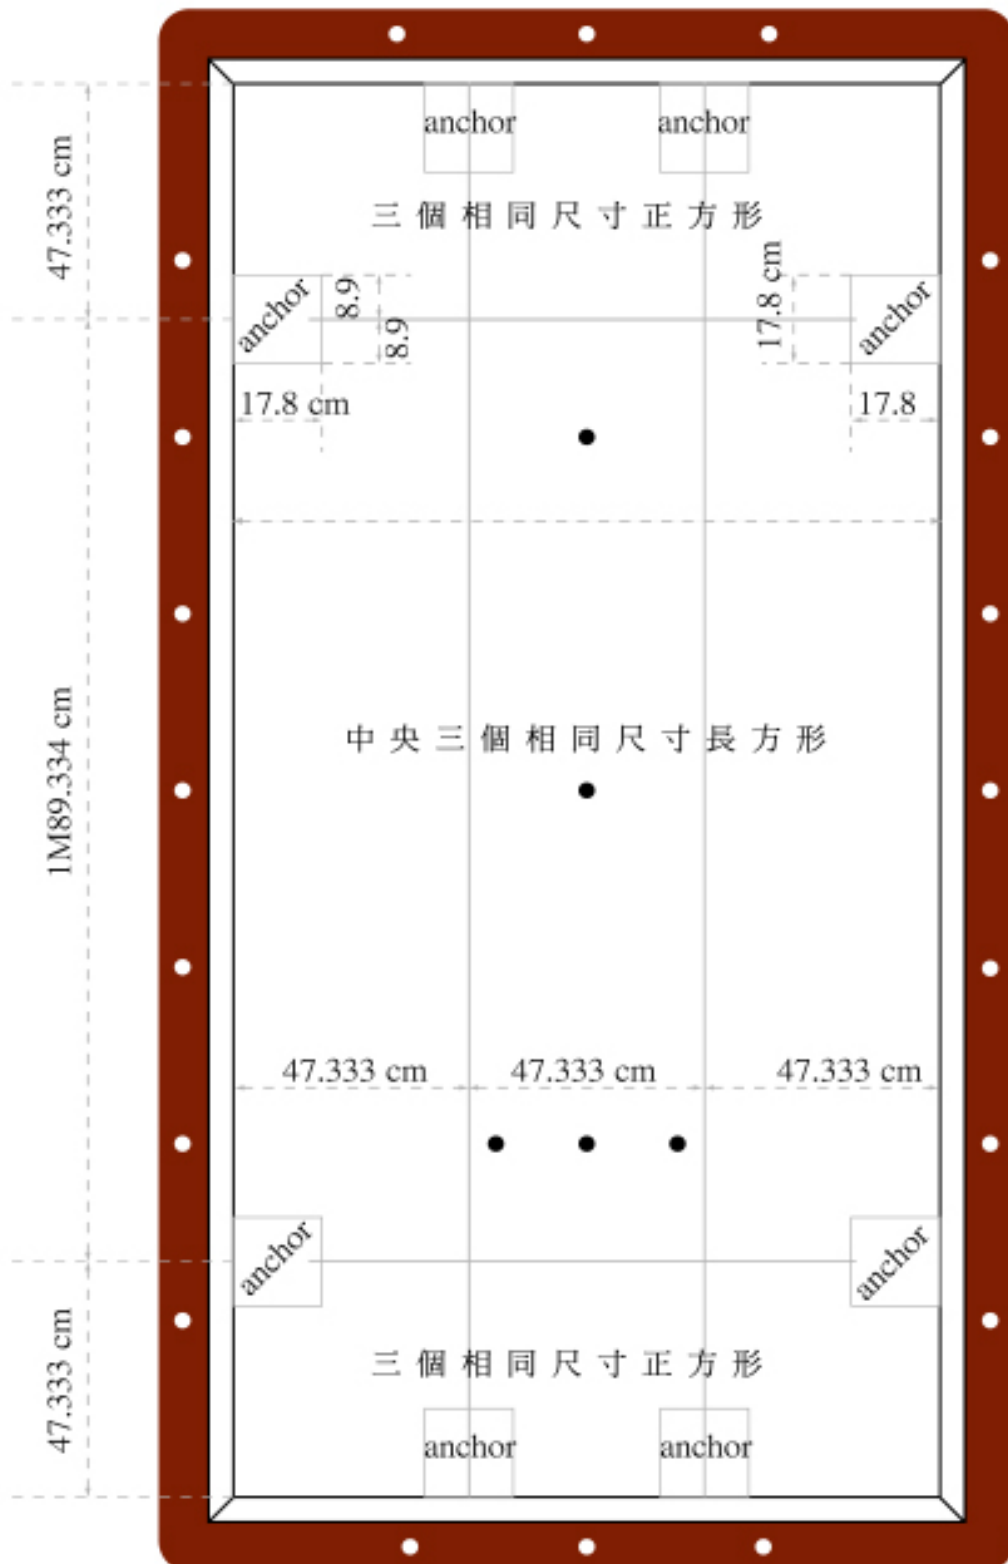 anchor anchor
三個相同尺寸正方形
47.333 cm
anchor 8.9 8.9 17.8 cm anchor
17.8 cm 17.8
中央三個相同尺寸長方形
1M89.334 cm
47.333 cm 47.333 cm 47.333 cm
anchor anchor
三個相同尺寸正方形
47.333 cm
anchor anchor